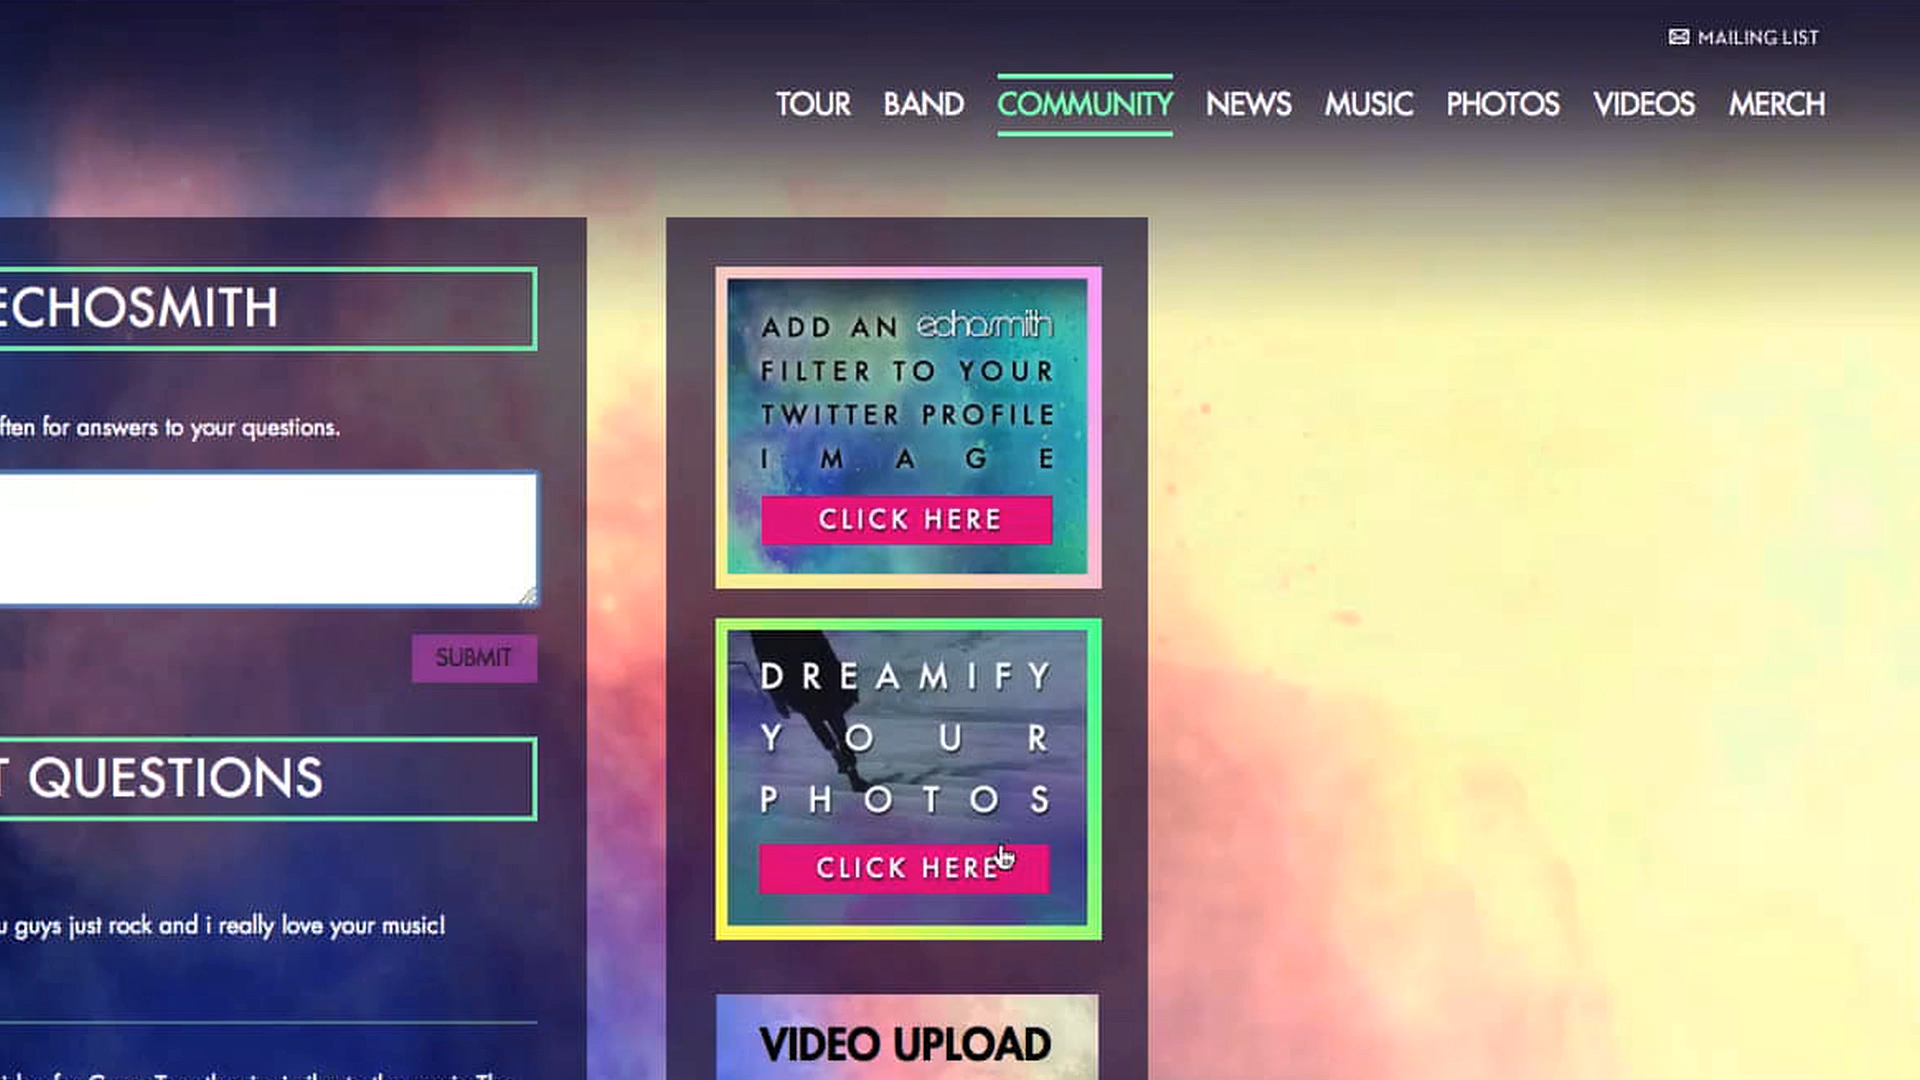 MAILING LIST
TOUR BAND COMMUNITY NEWS MUSIC PHOTOS VIDEOS MERCH
ECHOSMITH
ften for answers to your questions.
SUBMIT
T QUESTIONS
u guys just rock and i really love your music!
ADD AN echosmith
FILTER TO YOUR
TWITTER PROFILE
IMAGE
CLICK HERE
DREAMIFY
YOUR
PHOTOS
CLICK HERE
VIDEO UPLOAD